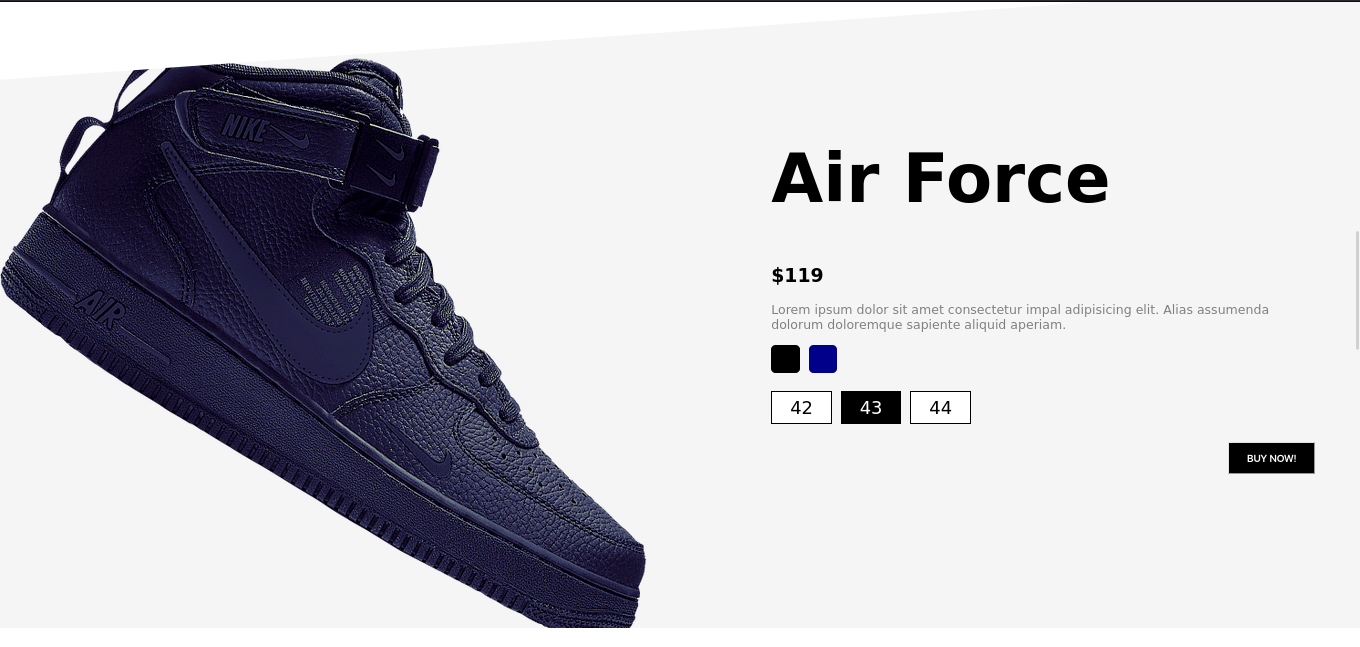 NIKE
AIR
Air Force
$119
Lorem ipsum dolor sit amet consectetur impal adipisicing elit. Alias assumenda
dolorum doloremque sapiente aliquid aperiam.
42 43 44
BUY NOW!